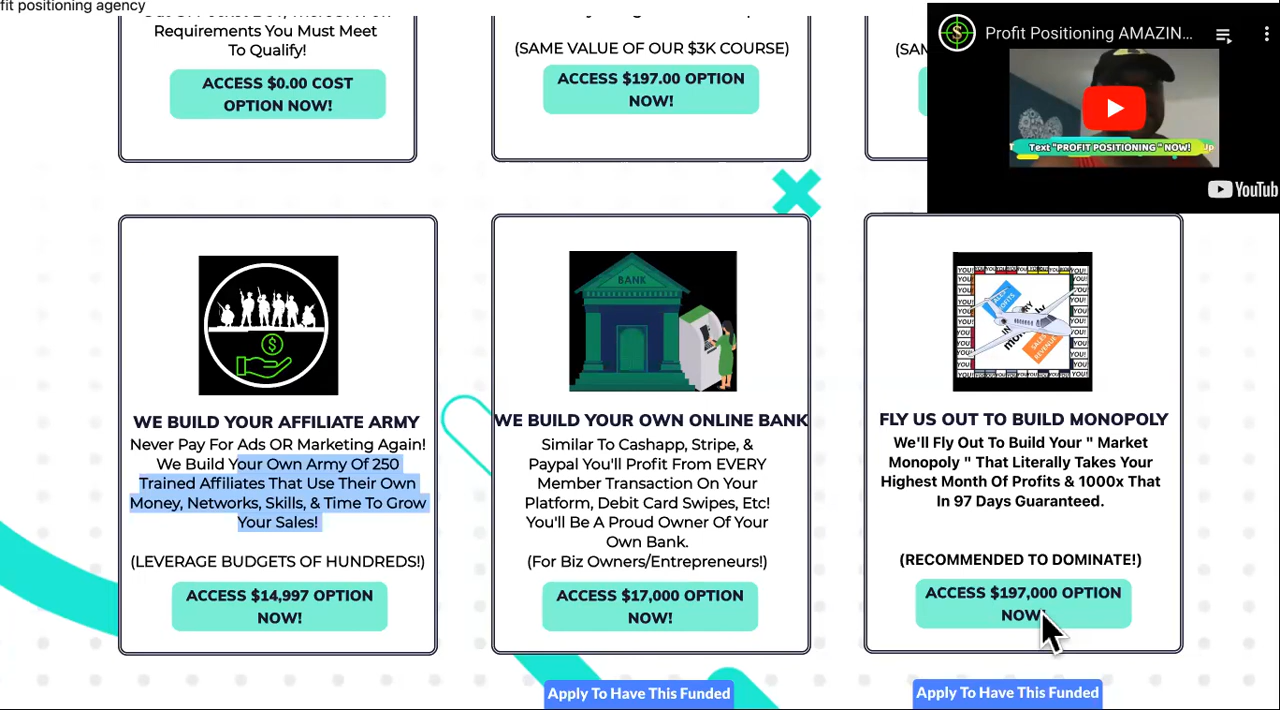 fit positioning agency
Requirements You Must Meet
To Qualify!
ACCESS $0.00 COST
OPTION NOW!
(SAME VALUE OF OUR $3K COURSE)
ACCESS $197.00 OPTION
NOW!
(SAM
Profit Positioning AMAZIN...
Text "PROFIT POSITIONING " NOW!
YouTub
WE BUILD YOUR AFFILIATE ARMY
Never Pay For Ads OR Marketing Again!
We Build Your Own Army Of 250
Trained Affiliates That Use Their Own
Money, Networks, Skills, & Time To Grow
Your Sales!
(LEVERAGE BUDGETS OF HUNDREDS!)
ACCESS $14,997 OPTION
NOW!
BANK
WE BUILD YOUR OWN ONLINE BANK
Similar To Cashapp, Stripe, &
Paypal You'll Profit From EVERY
Member Transaction On Your
Platform, Debit Card Swipes, Etc!
You'll Be A Proud Owner Of Your
Own Bank.
(For Biz Owners/Entrepreneurs!)
ACCESS $17,000 OPTION
NOW!
Apply To Have This Funded
FLY US OUT TO BUILD MONOPOLY
We'll Fly Out To Build Your " Market
Monopoly " That Literally Takes Your
Highest Month Of Profits & 1000x That
In 97 Days Guaranteed.
(RECOMMENDED TO DOMINATE!)
ACCESS $197,000 OPTION
NOW!
Apply To Have This Funded